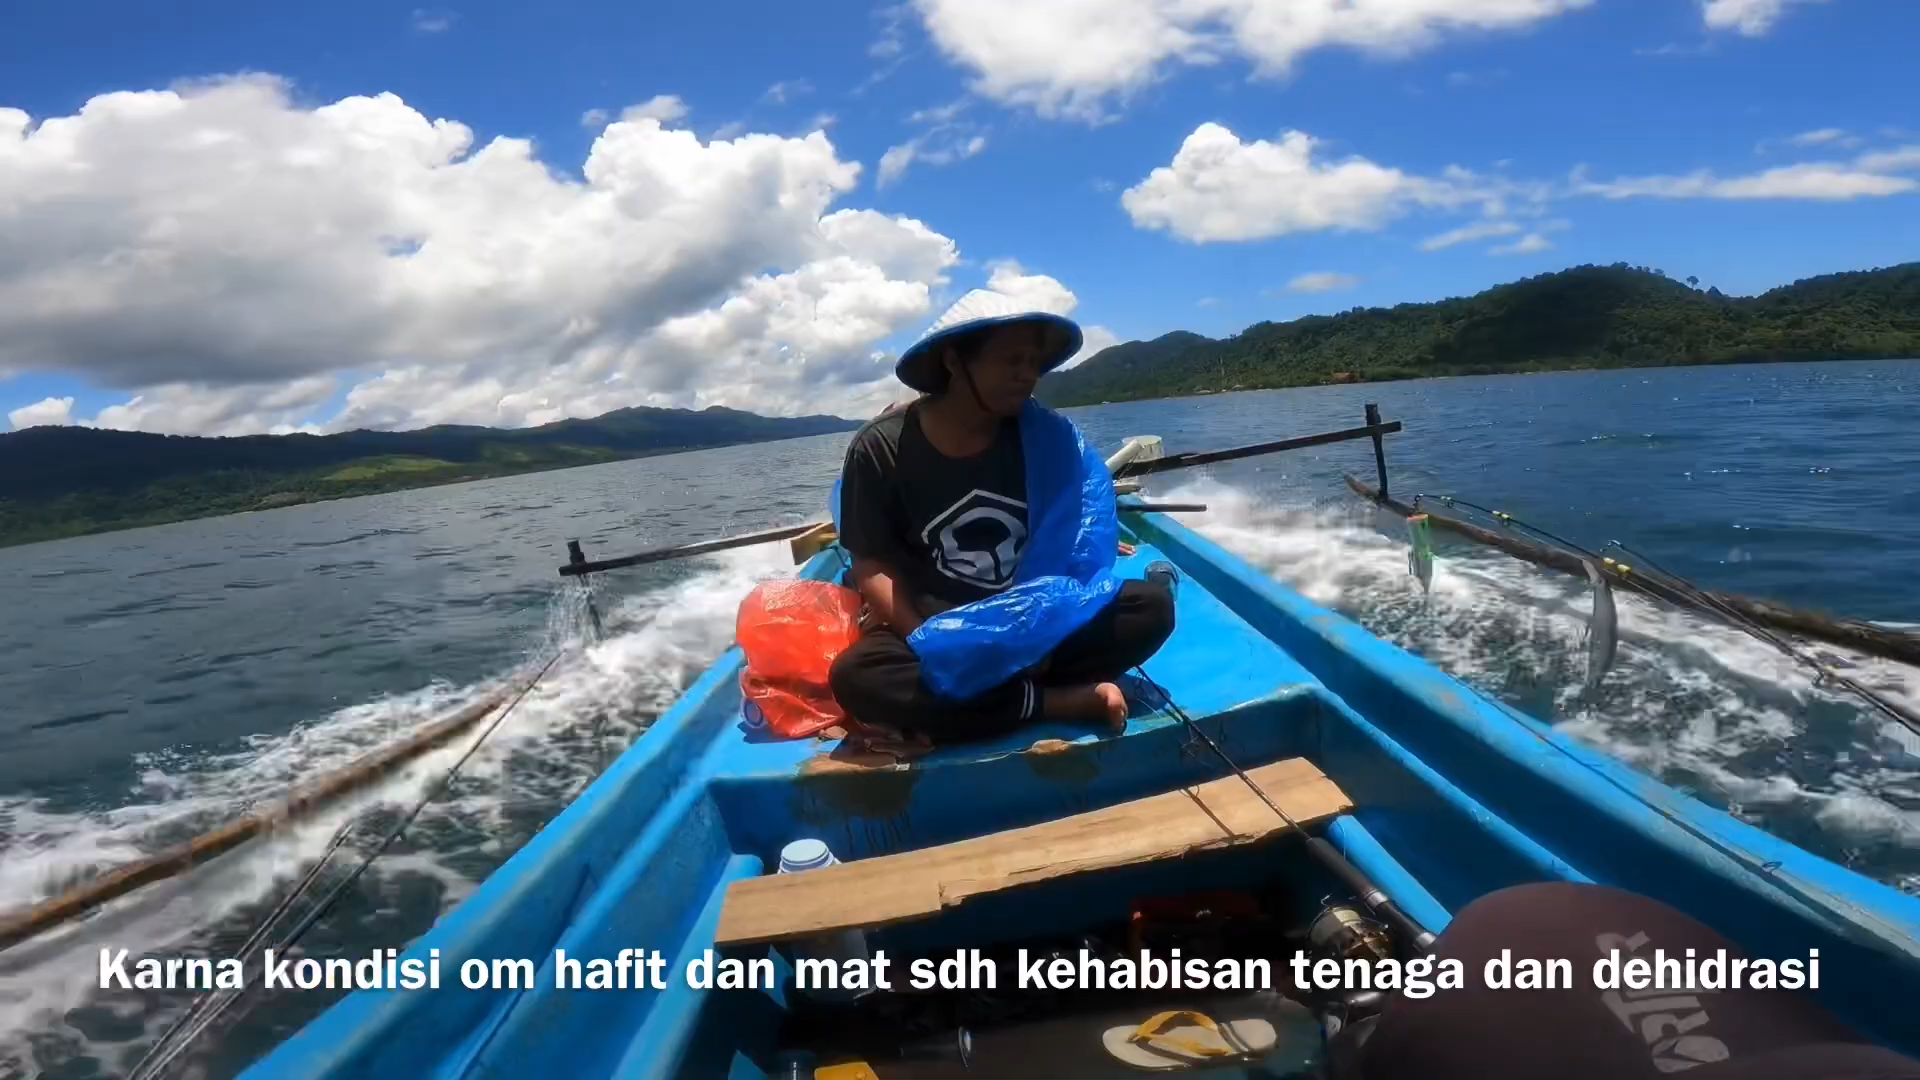 Karna kondisi om hafit dan mat sdh kehabisan tenaga dan dehidrasi